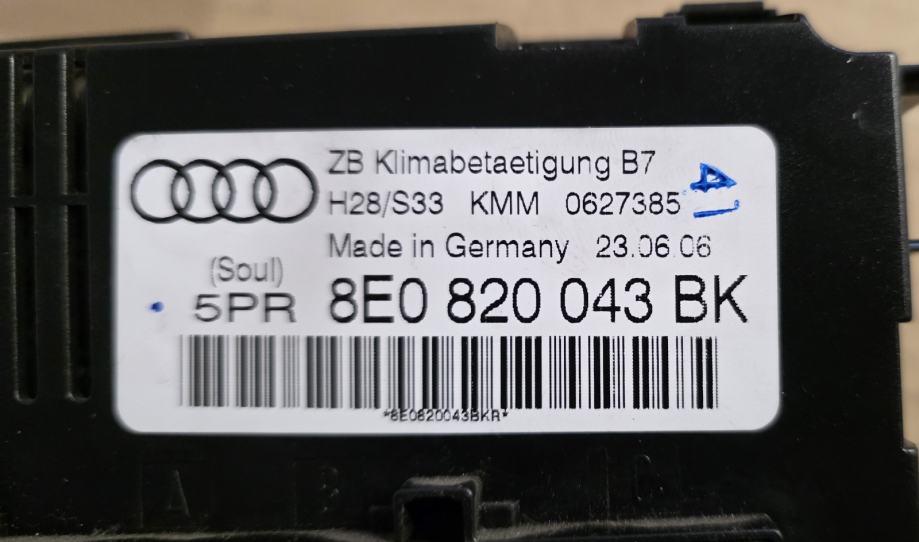 ZB Klimabetaetigung B7
H28/S33 KMM 0627385
Made in Germany 23.06.06
(Soul)
5PR 8E0 820 043 BK
*8E0820043BKR*
A B C